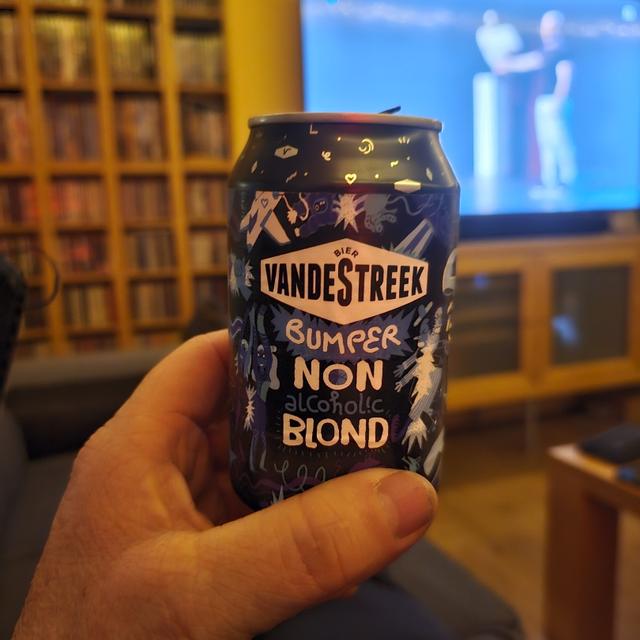 BIER
VANDESTREEK
BUMPER
NON
alcoholic
BLOND